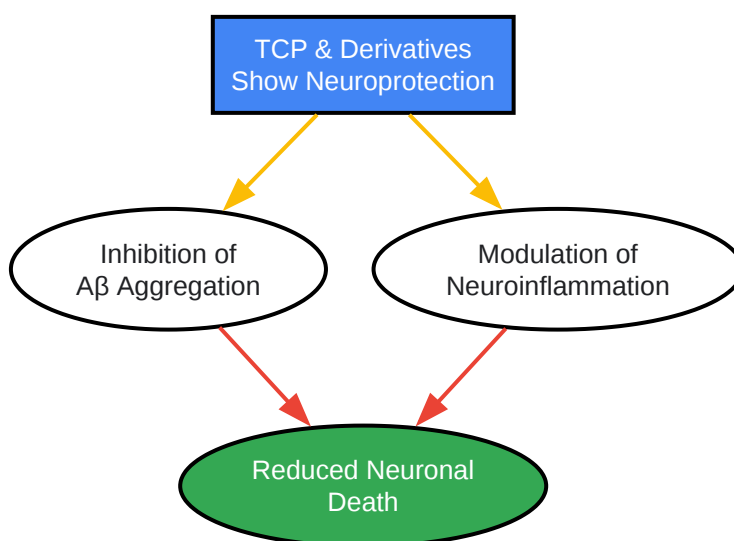 TCP & Derivatives
Show Neuroprotection
Inhibition of
Aβ Aggregation
Modulation of
Neuroinflammation
Reduced Neuronal
Death